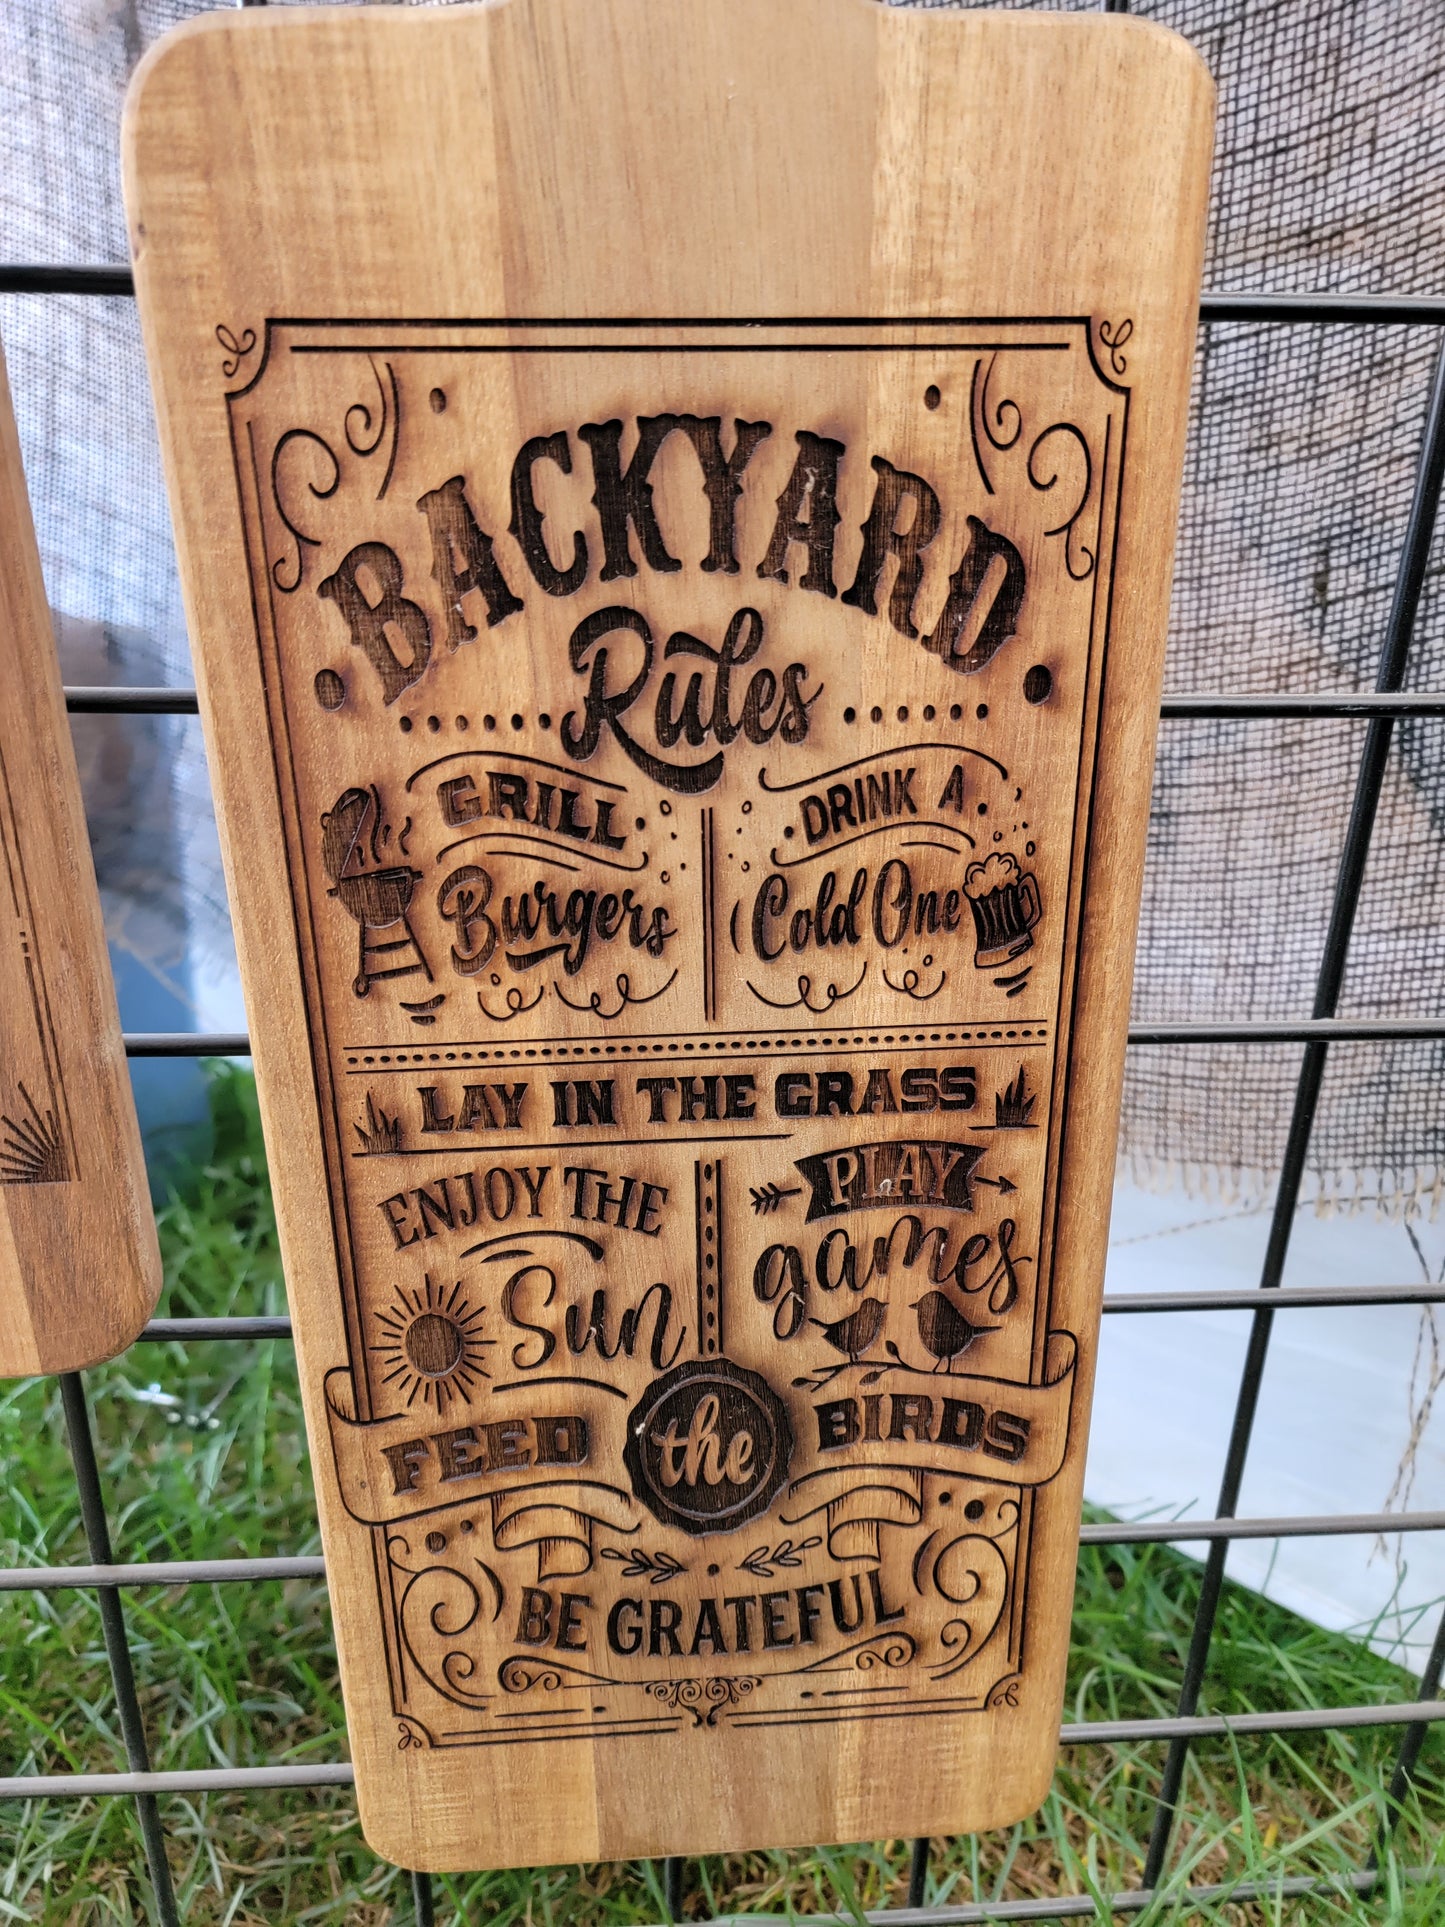 BACKYARD
Rules
GRILL
Burgers
DRINK A
Cold One
LAY IN THE GRASS
ENJOY THE
Sun
PLAY
games
FEED the BIRDS
BE GRATEFUL